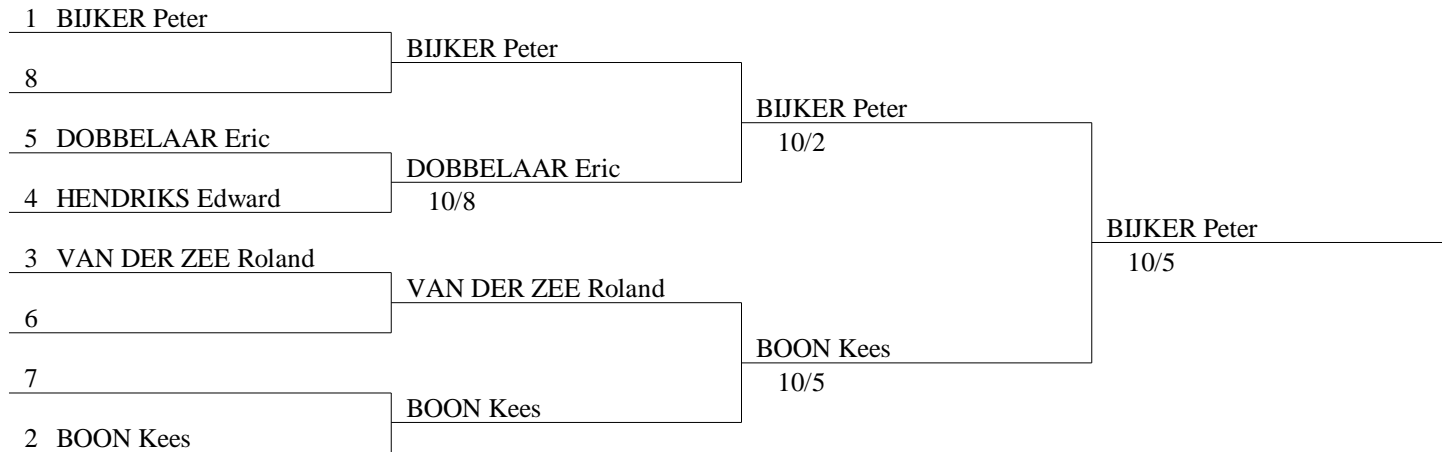 1 BIJKER Peter
BIJKER Peter
8
BIJKER Peter
10/2
5 DOBBELAAR Eric
DOBBELAAR Eric
10/8
4 HENDRIKS Edward
BIJKER Peter
10/5
3 VAN DER ZEE Roland
VAN DER ZEE Roland
6
BOON Kees
10/5
7
BOON Kees
2 BOON Kees